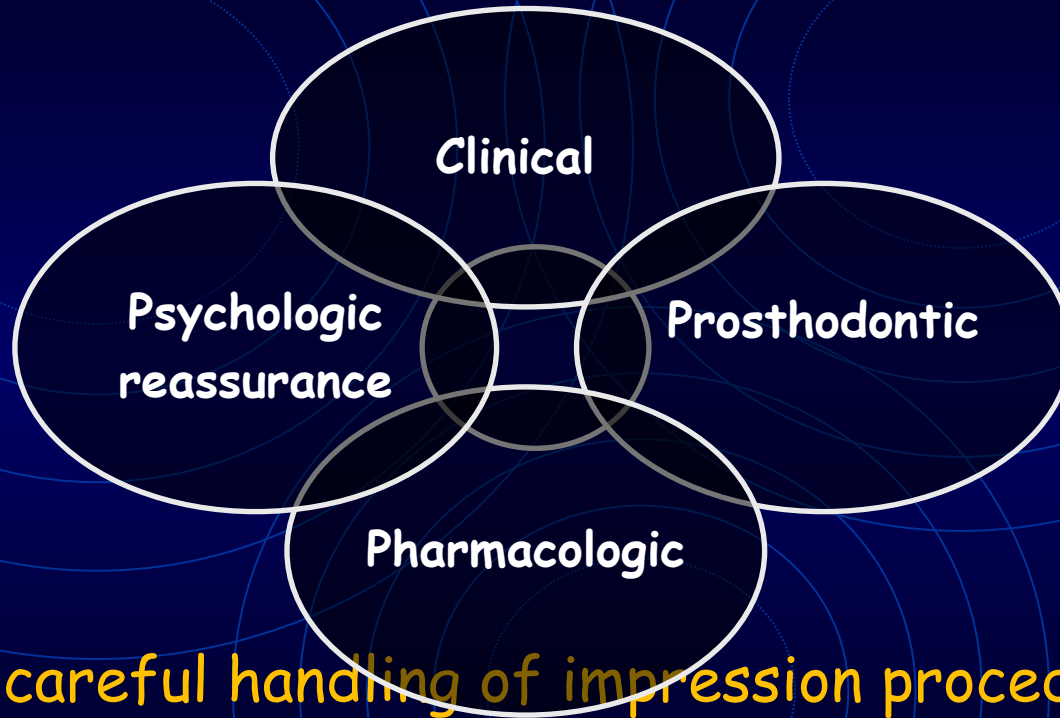 Clinical
Psychologic
reassurance
Prosthodontic
Pharmacologic
careful handling of impression